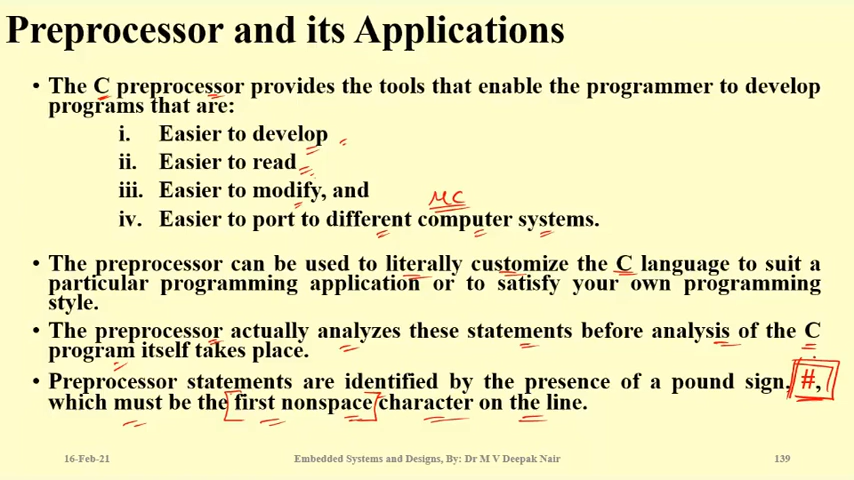 Preprocessor and its Applications
• The C preprocessor provides the tools that enable the programmer to develop
programs that are:
i. Easier to develop
ii. Easier to read
iii. Easier to modify, and
MC
iv. Easier to port to different computer systems.
• The preprocessor can be used to literally customize the C language to suit a
particular programming application or to satisfy your own programming
style.
• The preprocessor actually analyzes these statements before analysis of the C
program itself takes place.
• Preprocessor statements are identified by the presence of a pound sign, #,
which must be the first nonspace character on the line.
16-Feb-21 Embedded Systems and Designs, By: Dr M V Deepak Nair 139